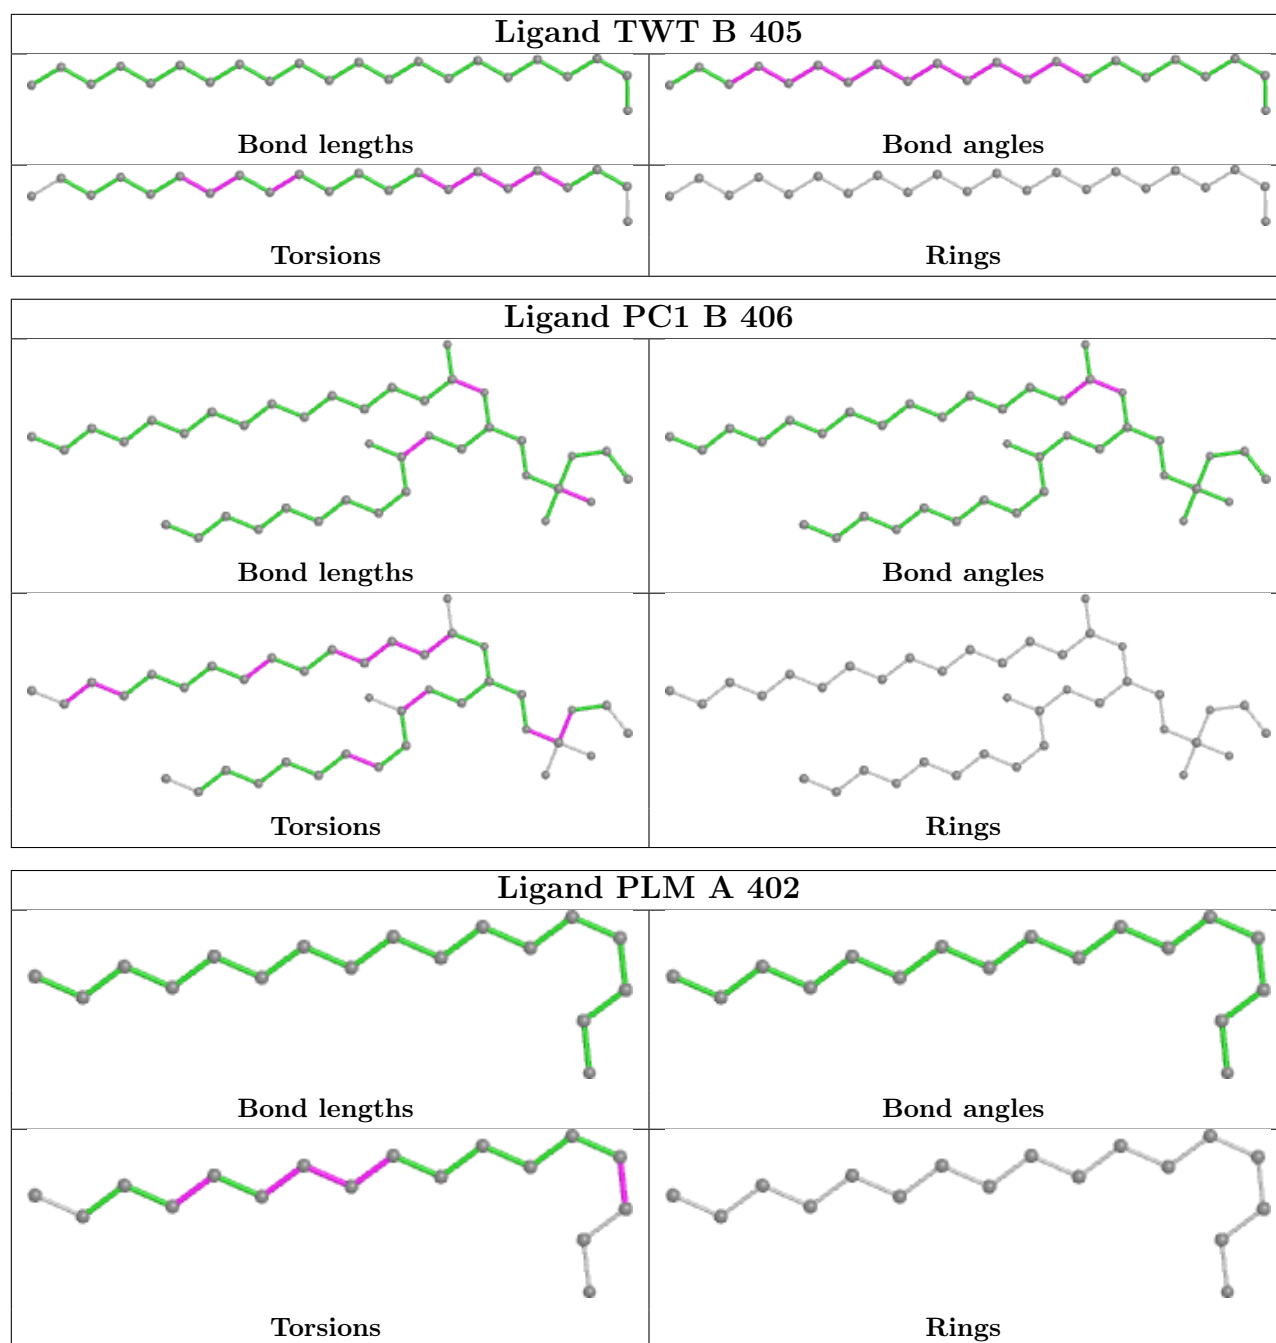 Ligand TWT B 405
Bond lengths
Bond angles
Torsions
Rings
Ligand PC1 B 406
Bond lengths
Bond angles
Torsions
Rings
Ligand PLM A 402
Bond lengths
Bond angles
Torsions
Rings